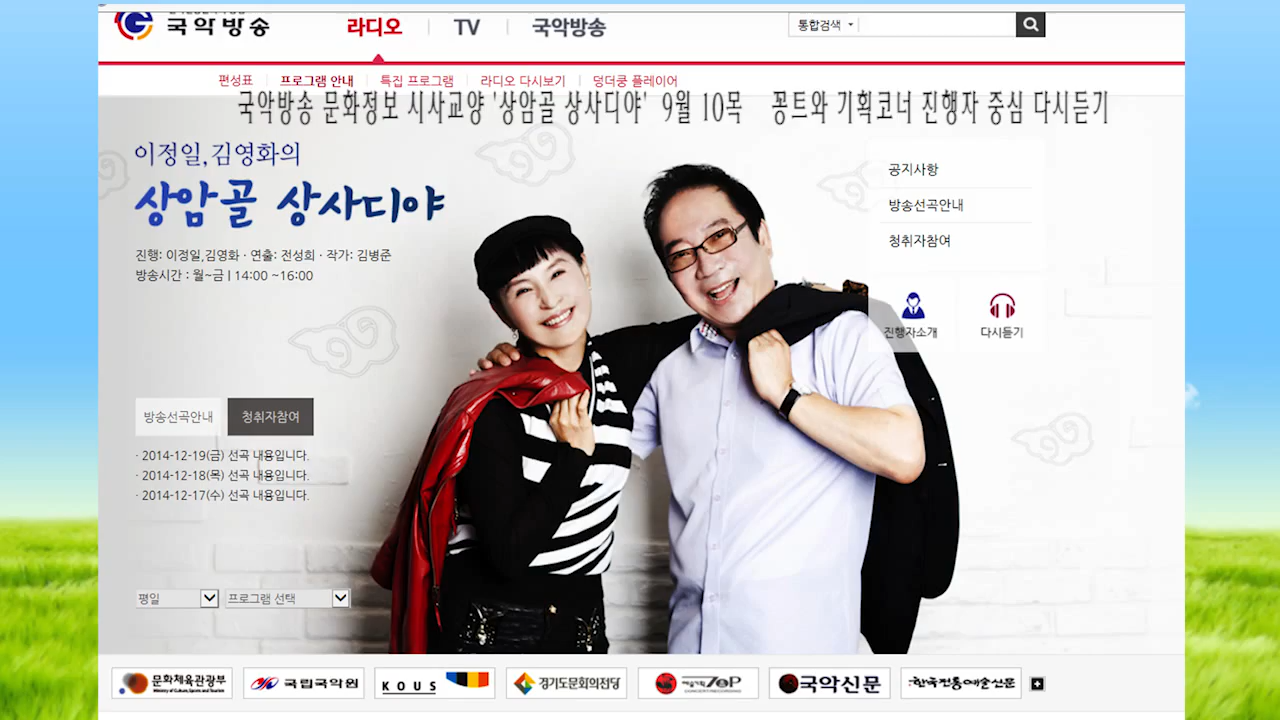 국악방송
라디오
TV
국악방송
통합검색
편성표
프로그램 안내
특집 프로그램
라디오 다시보기
덩더쿵 플레이어
국악방송 문화정보 시사교양 '상암골 상사디야' 9월 10목 꽁트와 기획코너 진행자 중심 다시듣기
이정일,김영화의
상암골 상사디야
진행: 이정일,김영화 · 연출: 전성희 · 작가: 김병준
방송시간 : 월~금 | 14:00 ~16:00
공지사항
방송선곡안내
청취자참여
진행자소개
다시듣기
방송선곡안내
청취자참여
· 2014-12-19(금) 선곡 내용입니다.
· 2014-12-18(목) 선곡 내용입니다.
· 2014-12-17(수) 선곡 내용입니다.
평일
프로그램 선택
문화체육관광부
Ministry of Culture, Sports and Tourism
국립국악원
KOUS
경기도문화의전당
국악신문
한국전통예술신문